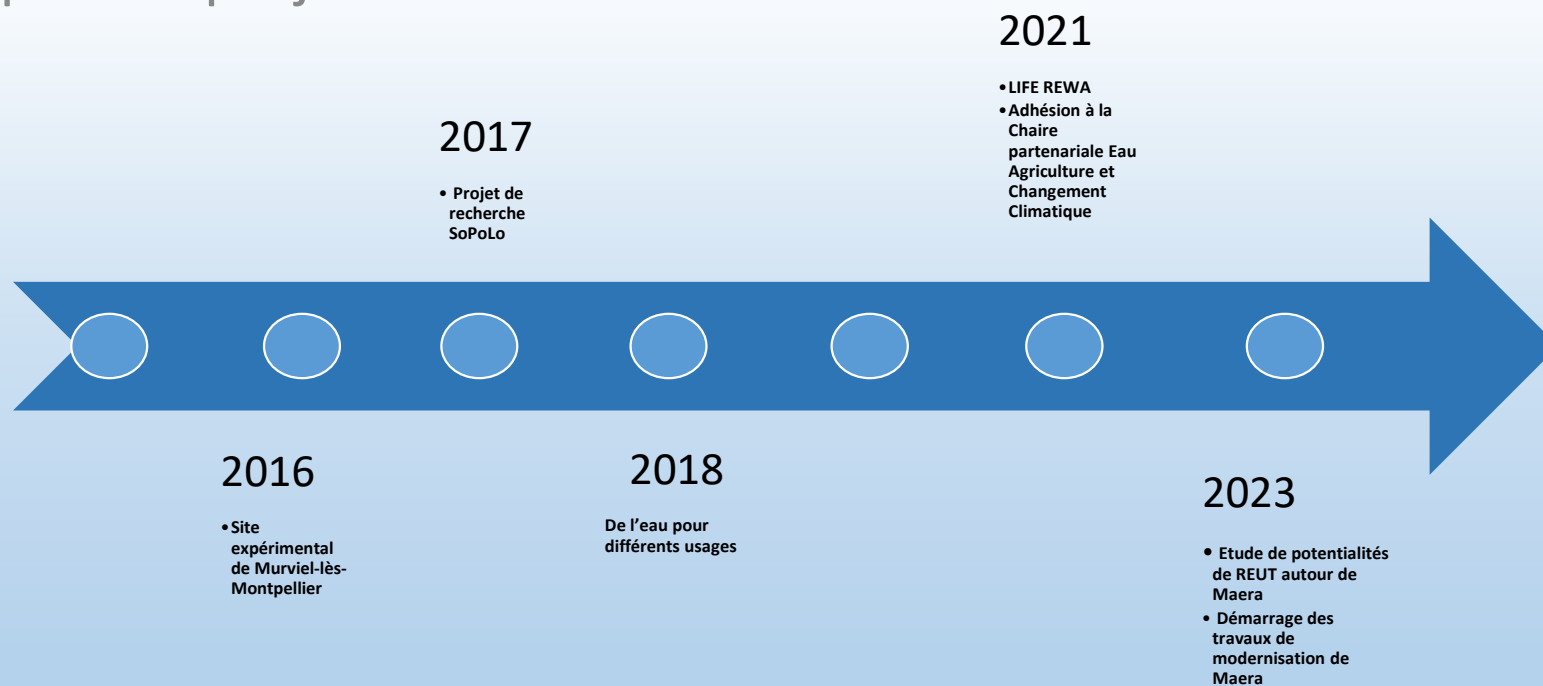 2021
•LIFE REWA
•Adhésion à la
Chaire
partenariale Eau
Agriculture et
Changement
Climatique
2017
• Projet de
recherche
SoPoLo
2016
•Site
expérimental
de Murviel-lès-
Montpellier
2018
De l’eau pour
différents usages
2023
• Etude de potentialités
de REUT autour de
Maera
• Démarrage des
travaux de
modernisation de
Maera